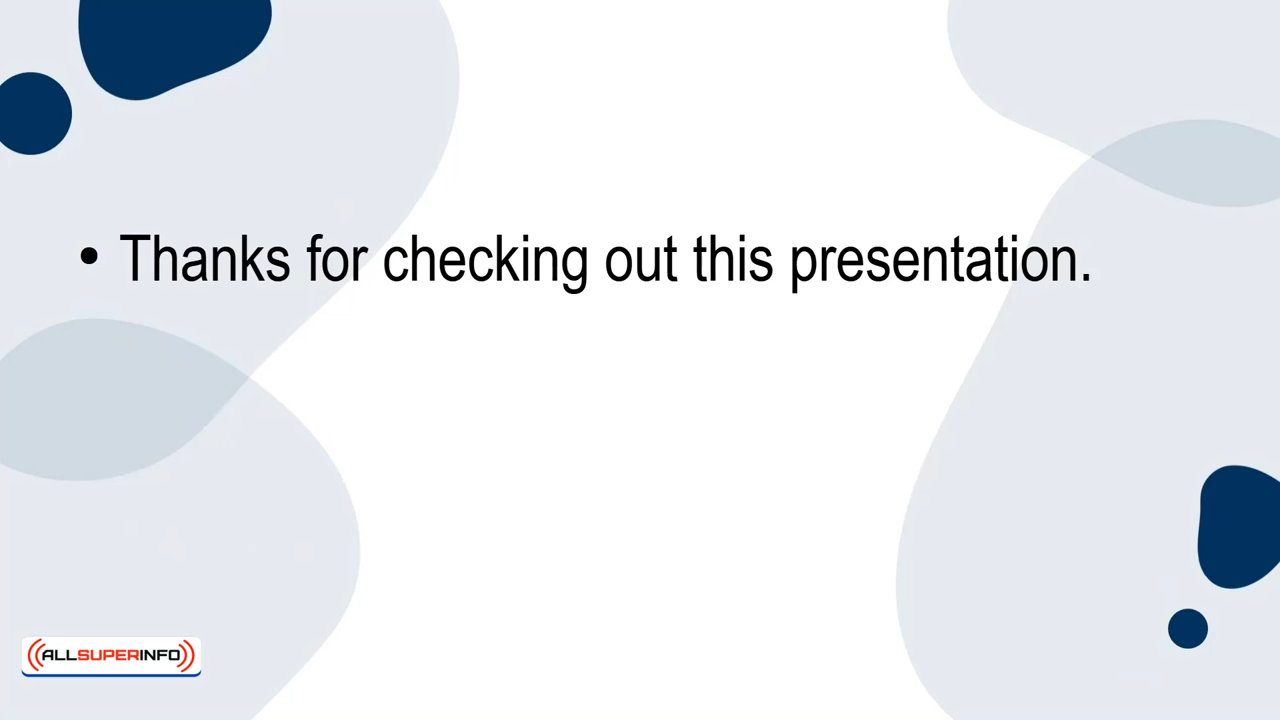 • Thanks for checking out this presentation.
ALLSUPERINFO